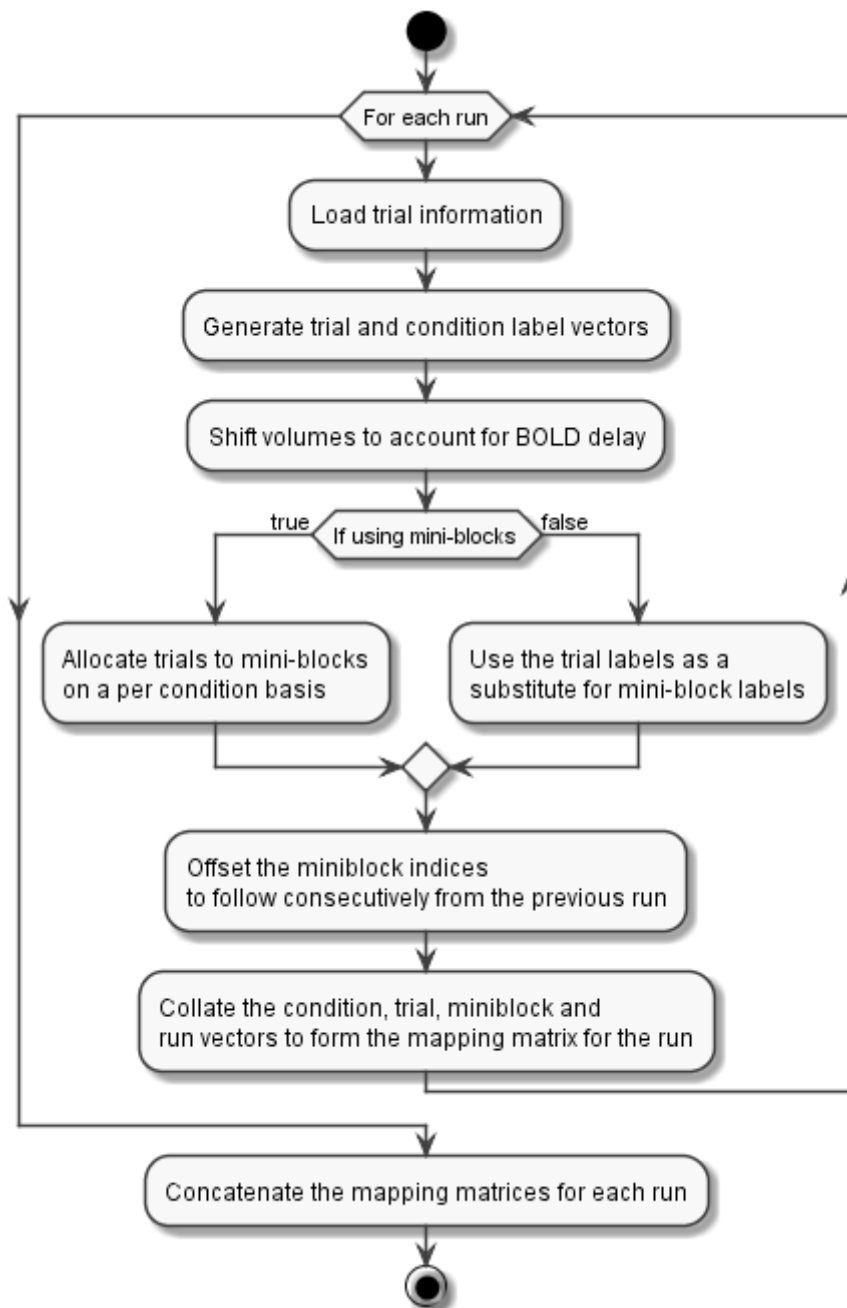 For each run
Load trial information
Generate trial and condition label vectors
Shift volumes to account for BOLD delay
true
If using mini-blocks
false
Allocate trials to mini-blocks
on a per condition basis
Use the trial labels as a
substitute for mini-block labels
Offset the miniblock indices
to follow consecutively from the previous run
Collate the condition, trial, miniblock and
run vectors to form the mapping matrix for the run
Concatenate the mapping matrices for each run